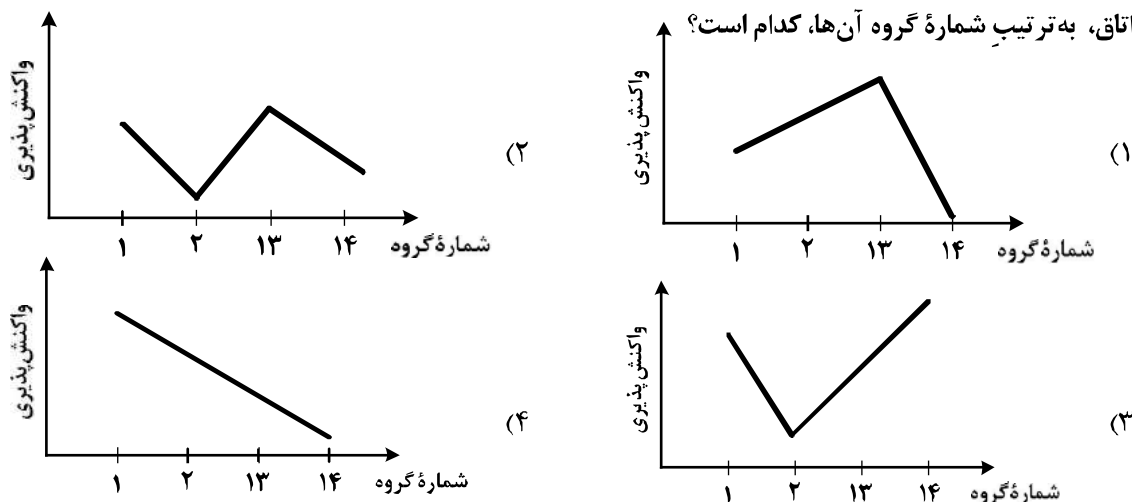 اتاق، به‌ترتیبِ شمارهٔ گروه آن‌ها، کدام است؟
۱)
واکنش‌پذیری
۱ ۲ ۱۳ ۱۴
شمارهٔ گروه
۲)
واکنش‌پذیری
۱ ۲ ۱۳ ۱۴
شمارهٔ گروه
۳)
واکنش‌پذیری
۱ ۲ ۱۳ ۱۴
شمارهٔ گروه
۴)
واکنش‌پذیری
۱ ۲ ۱۳ ۱۴
شمارهٔ گروه